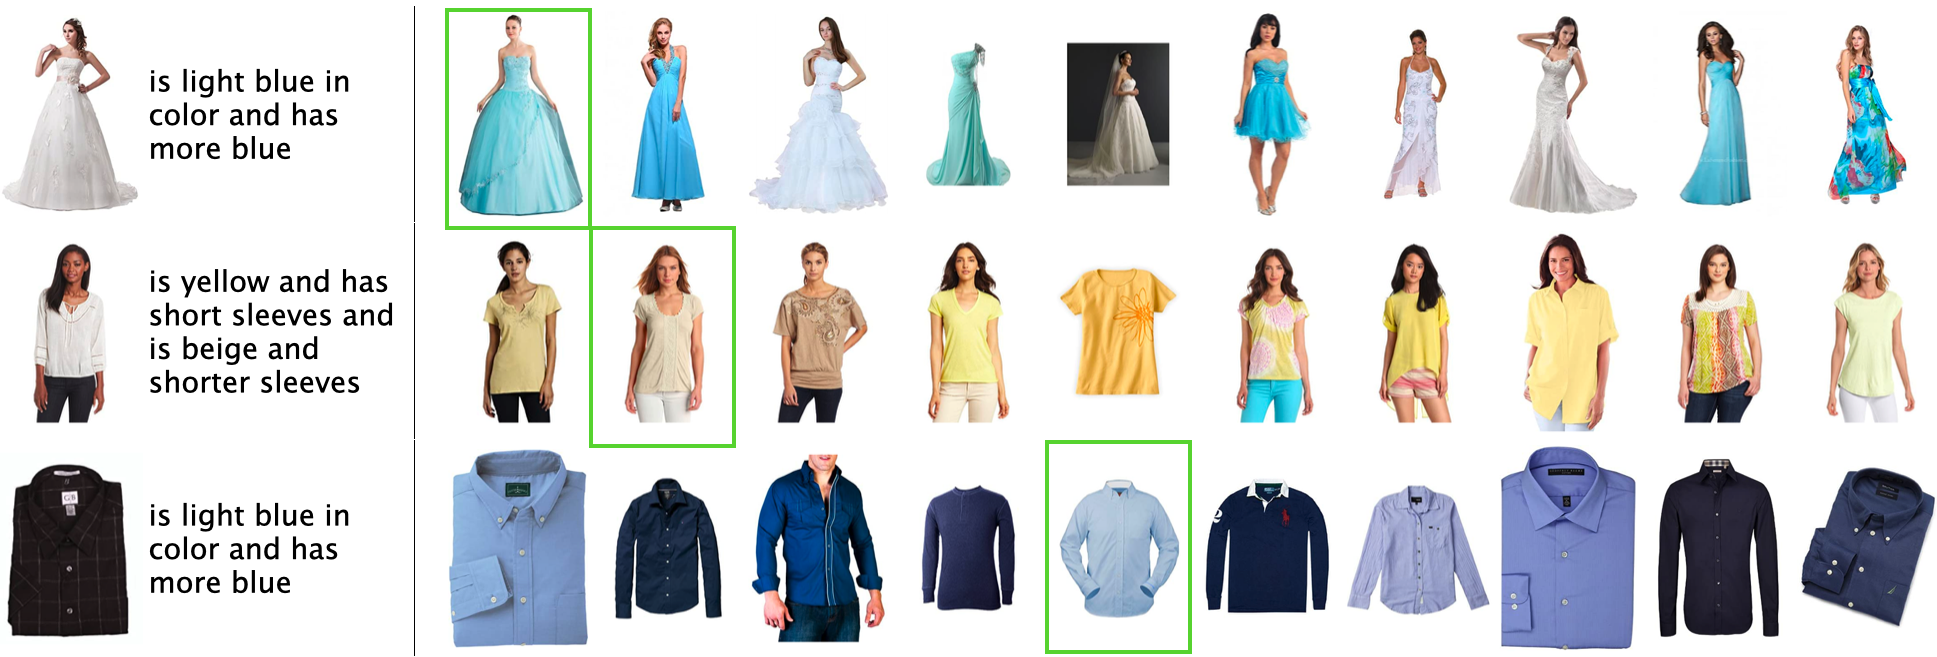 is light blue in
color and has
more blue
is yellow and has
short sleeves and
is beige and
shorter sleeves
is light blue in
color and has
more blue